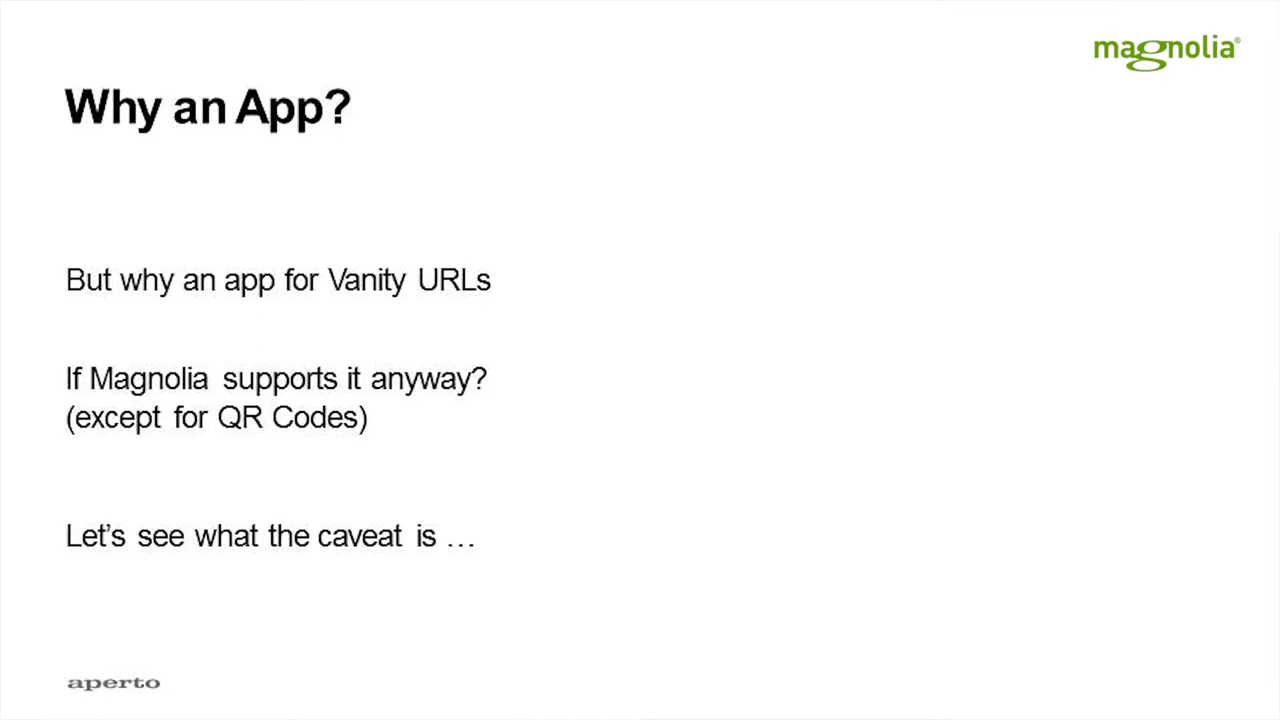 magnolia®
Why an App?
But why an app for Vanity URLs
If Magnolia supports it anyway?
(except for QR Codes)
Let’s see what the caveat is …
aperto